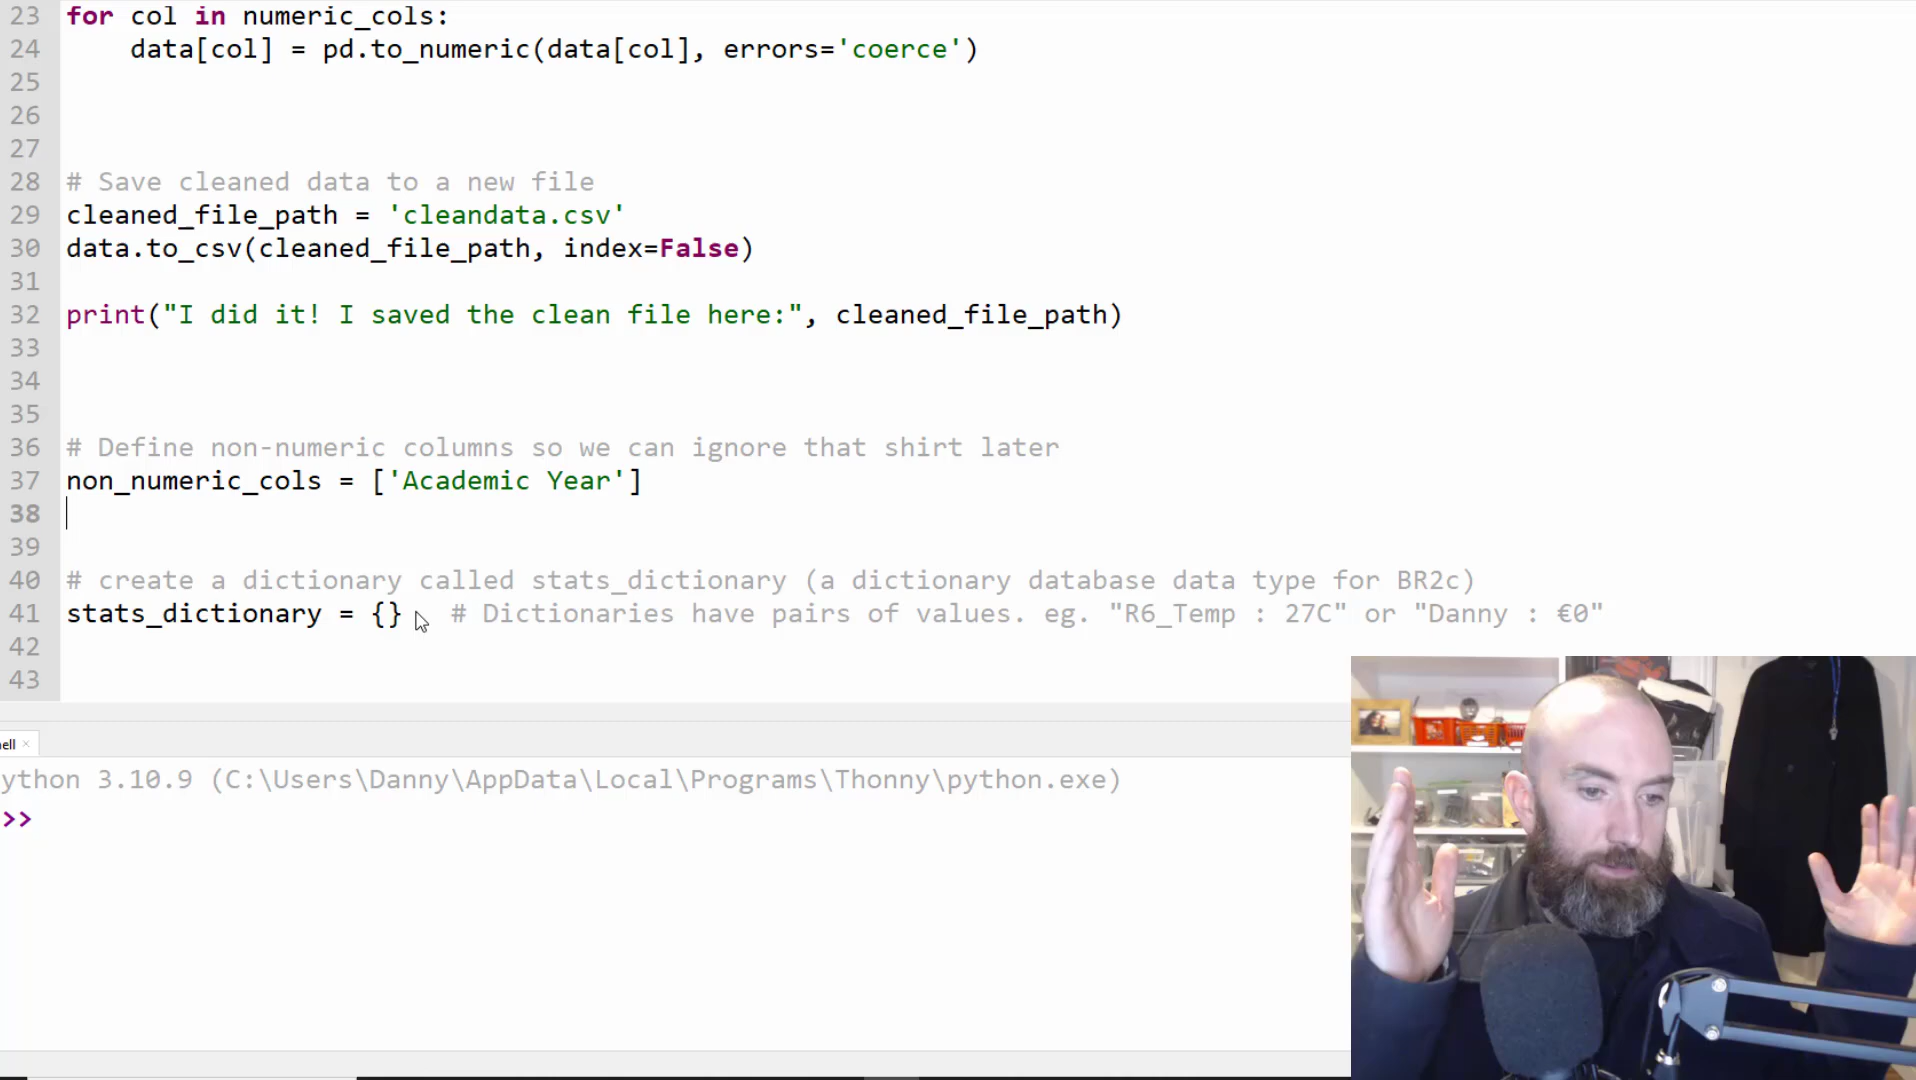 23 for col in numeric_cols:
24 data[col] = pd.to_numeric(data[col], errors='coerce')
25
26
27
28 # Save cleaned data to a new file
29 cleaned_file_path = 'cleandata.csv'
30 data.to_csv(cleaned_file_path, index=False)
31
32 print("I did it! I saved the clean file here:", cleaned_file_path)
33
34
35
36 # Define non-numeric columns so we can ignore that shirt later
37 non_numeric_cols = ['Academic Year']
38
39
40 # create a dictionary called stats_dictionary (a dictionary database data type for BR2c)
41 stats_dictionary = {} # Dictionaries have pairs of values. eg. "R6_Temp : 27C" or "Danny : €0"
42
43
ell ×
ython 3.10.9 (C:\Users\Danny\AppData\Local\Programs\Thonny\python.exe)
>>